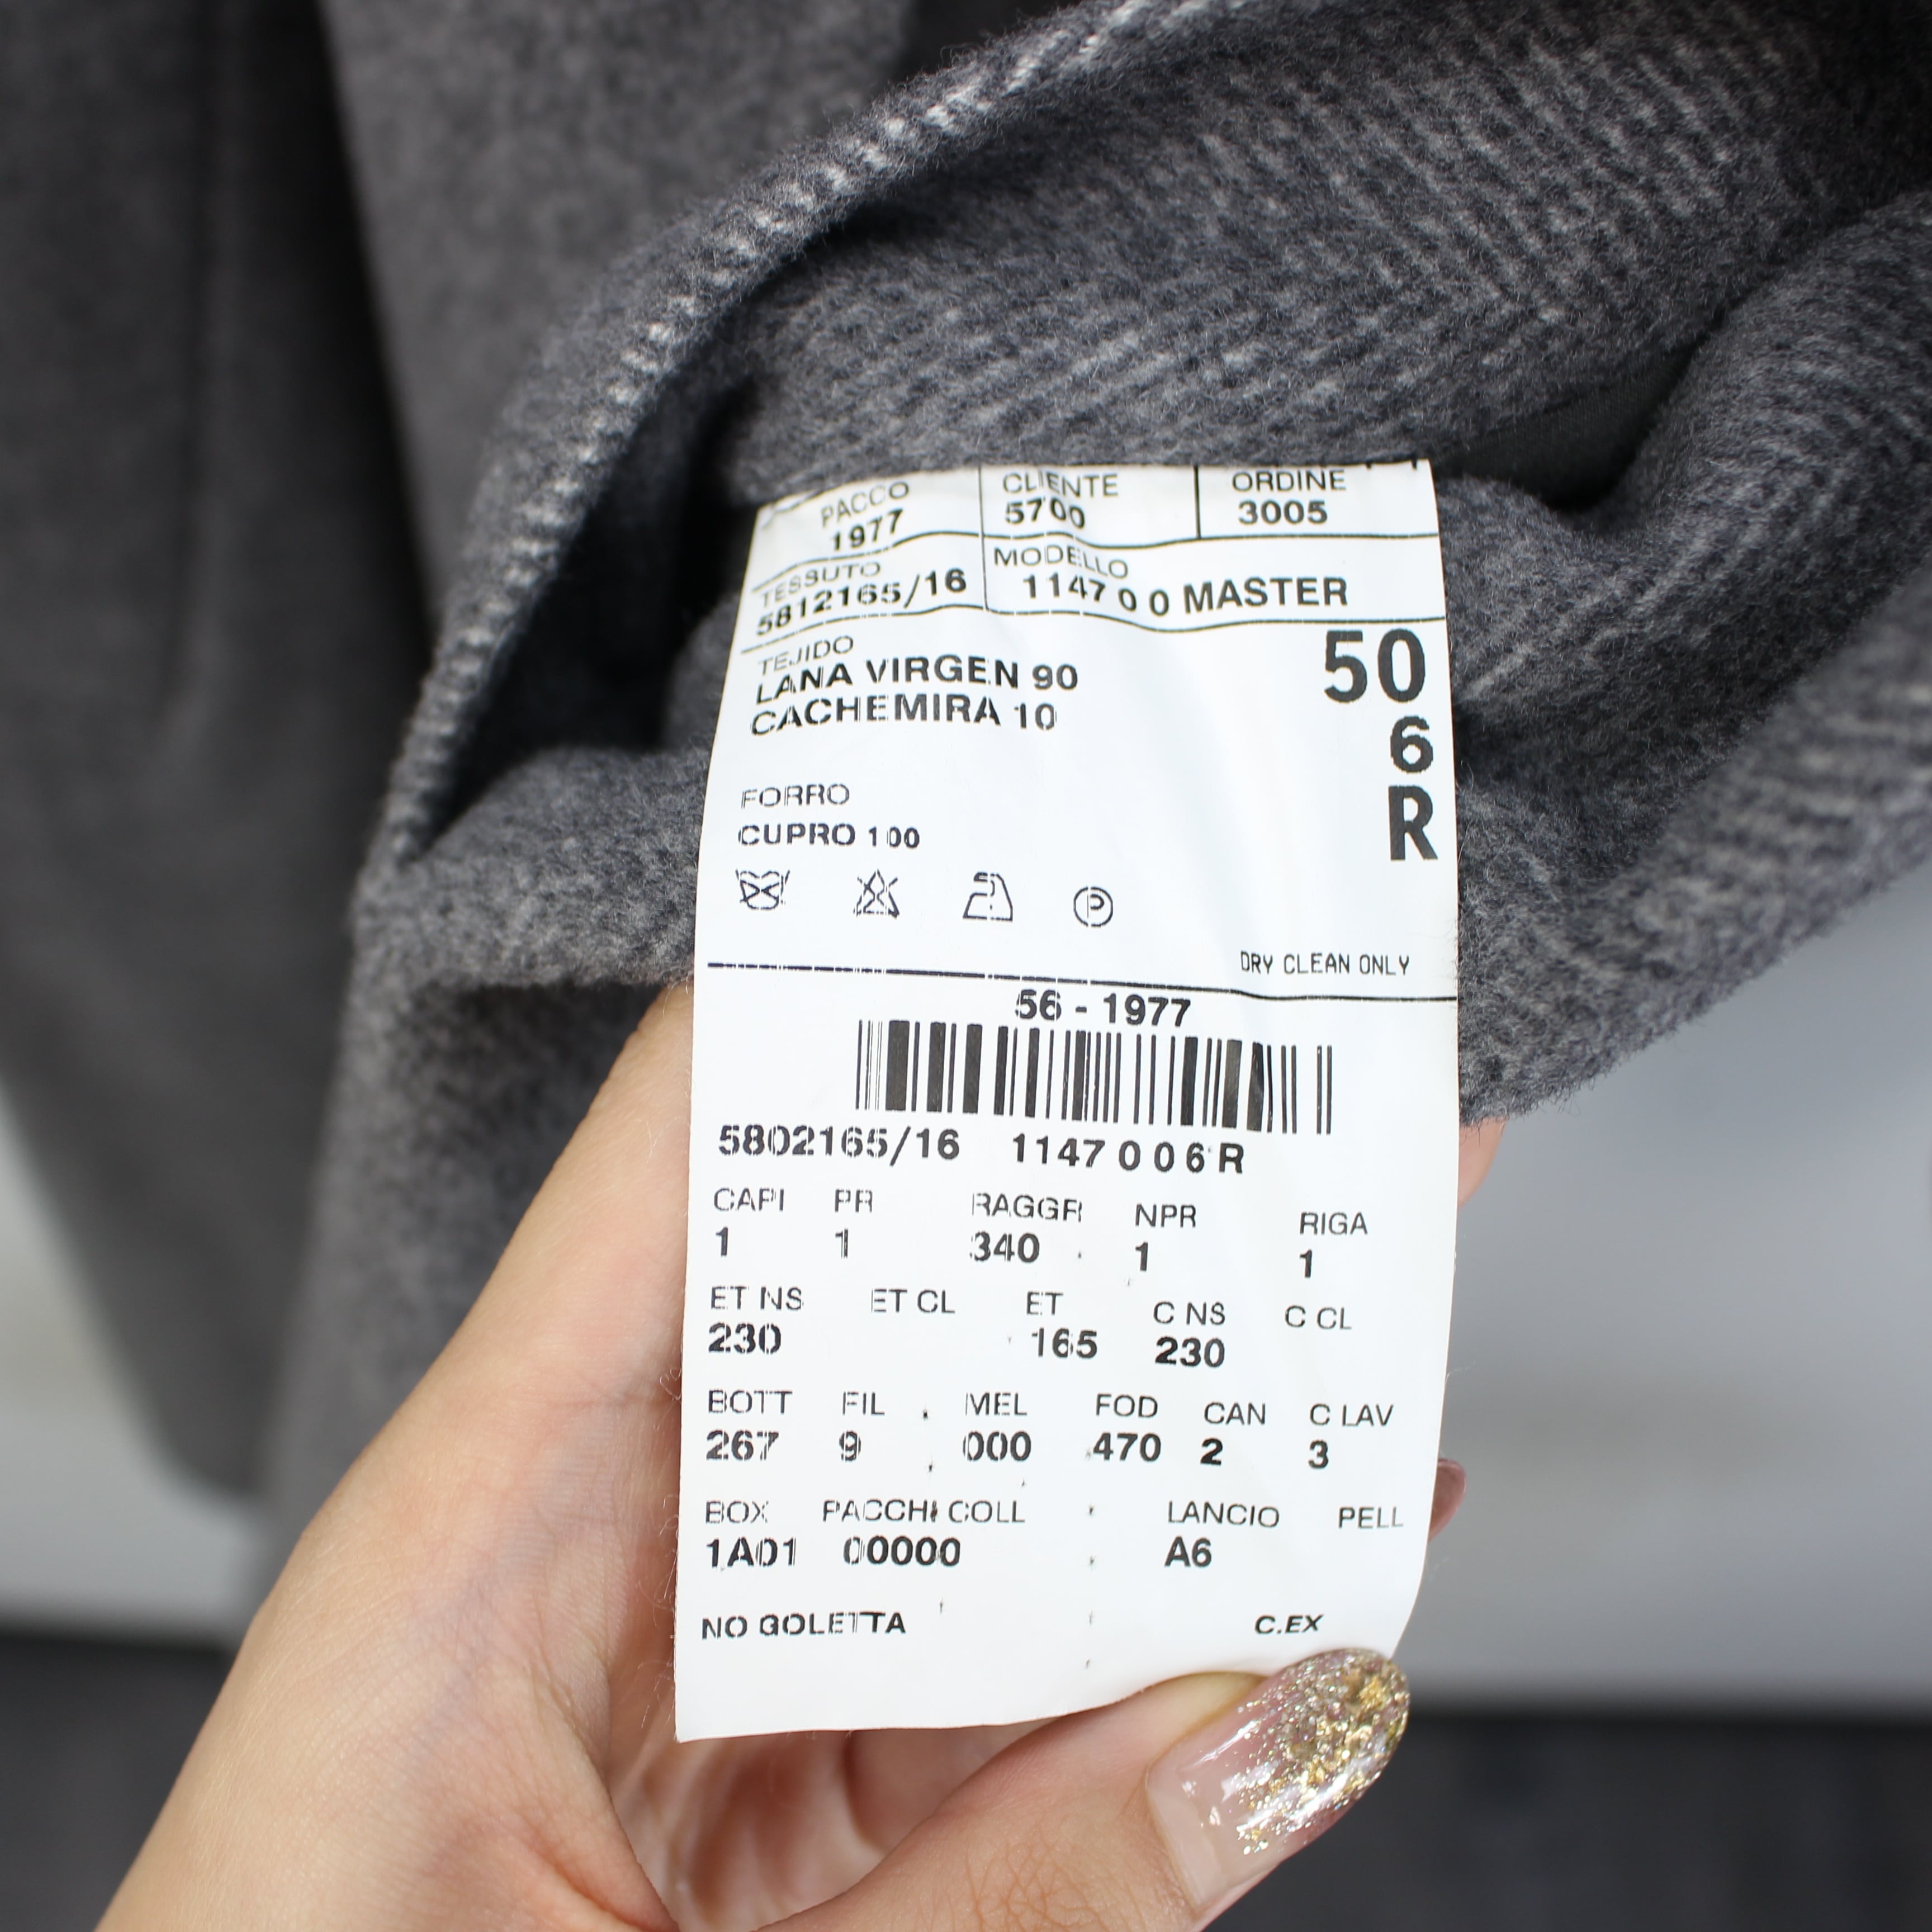 PACCO CLIENTE ORDINE
1977 5700 3005
TESSUTO MODELLO
5812165/16 1147 0 0 MASTER
TEJIDO
LANA VIRGEN 90 50
CACHEMIRA 10 6
FORRO R
CUPRO 100
P
DRY CLEAN ONLY
56 - 1977
5802165/16 1147 0 0 6 R
CAPI PR RAGGR NPR RIGA
1 1 340 1 1
ET NS ET CL ET C NS C CL
230 165 230
BOTT FIL MEL FOD CAN C LAV
267 9 000 470 2 3
BOX PACCHI COLL LANCIO PELL
1A01 00000 A6
NO GOLETTA C.EX